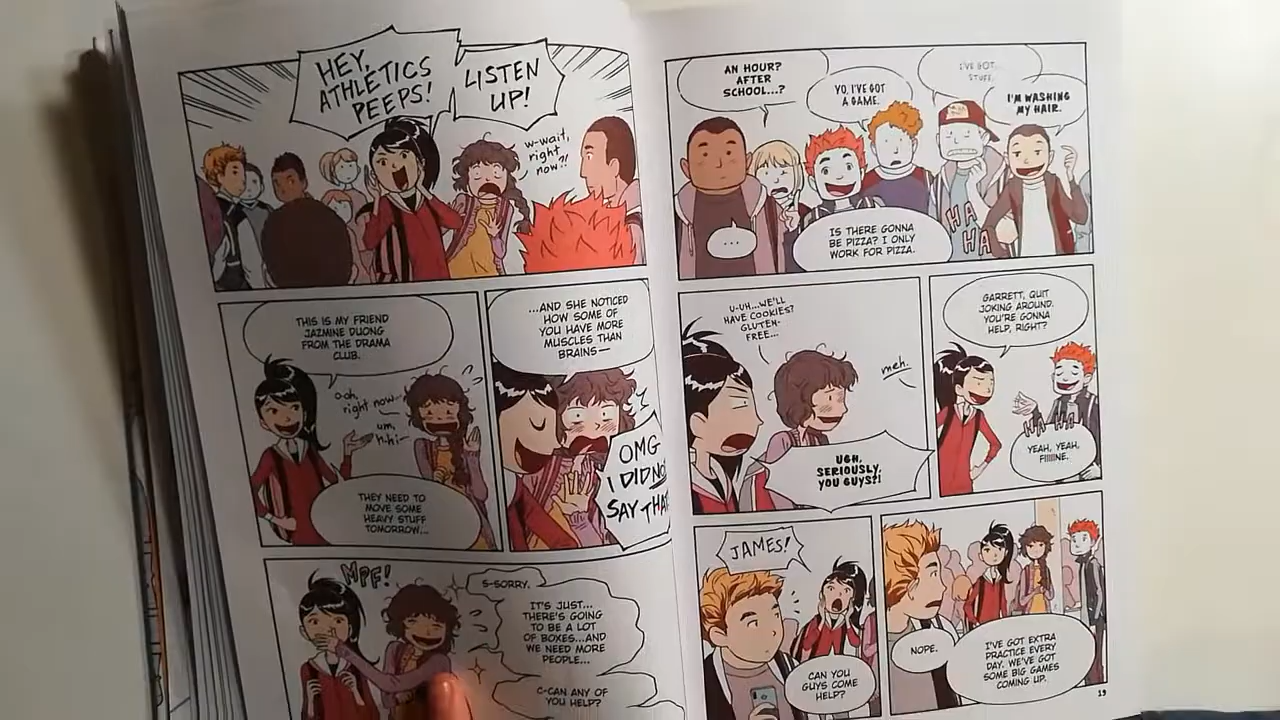 HEY,
ATHLETICS
PEEPS!
LISTEN
UP!
w-wait,
right
now?!
THIS IS MY FRIEND
JAZMINE DUONG
FROM THE DRAMA
CLUB.
o-oh,
right now--
um,
h-hi--
THEY NEED TO
MOVE SOME
HEAVY STUFF
TOMORROW...
...AND SHE NOTICED
HOW SOME OF
YOU HAVE MORE
MUSCLES THAN
BRAINS—
OMG
I DIDN'T
SAY THAT
MPF!
S-SORRY.
IT'S JUST...
THERE'S GOING
TO BE A LOT
OF BOXES...AND
WE NEED MORE
PEOPLE...
C-CAN ANY OF
YOU HELP?
AN HOUR?
AFTER
SCHOOL...?
YO, I'VE GOT
A GAME.
I'VE GOT...
STUFF.
I'M WASHING
MY HAIR.
...
IS THERE GONNA
BE PIZZA? I ONLY
WORK FOR PIZZA.
HA
HA
U-UH...WE'LL
HAVE COOKIES?
GLUTEN-
FREE...
meh.
UGH,
SERIOUSLY,
YOU GUYS?!
GARRETT, QUIT
JOKING AROUND.
YOU'RE GONNA
HELP, RIGHT?
HA HA
YEAH, YEAH,
FIIIIINE.
JAMES!
CAN YOU
GUYS COME
HELP?
NOPE.
I'VE GOT EXTRA
PRACTICE EVERY
DAY. WE'VE GOT
SOME BIG GAMES
COMING UP.
19